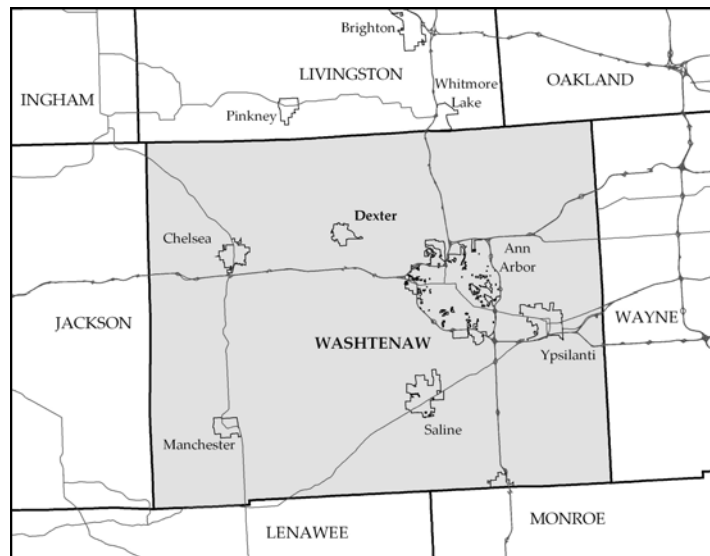 Brighton
LIVINGSTON
OAKLAND
INGHAM
Whitmore
Lake
Pinkney
Dexter
Chelsea
Ann
Arbor
JACKSON
WAYNE
WASHTENAW
Ypsilanti
Saline
Manchester
MONROE
LENAWEE